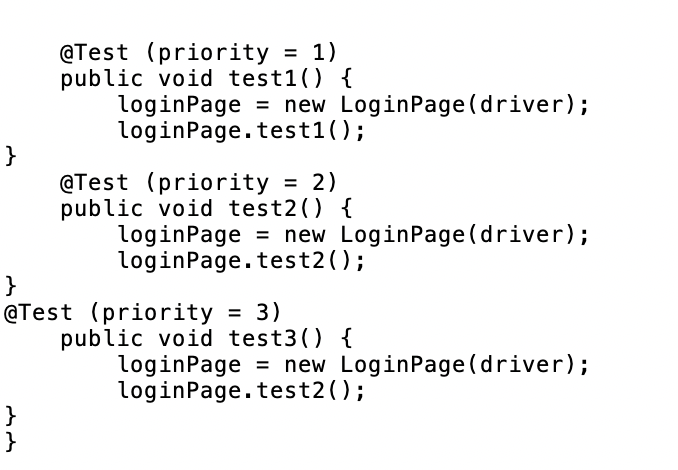 @Test (priority = 1)
public void test1() {
loginPage = new LoginPage(driver);
loginPage.test1();
}
@Test (priority = 2)
public void test2() {
loginPage = new LoginPage(driver);
loginPage.test2();
}
@Test (priority = 3)
public void test3() {
loginPage = new LoginPage(driver);
loginPage.test2();
}
}